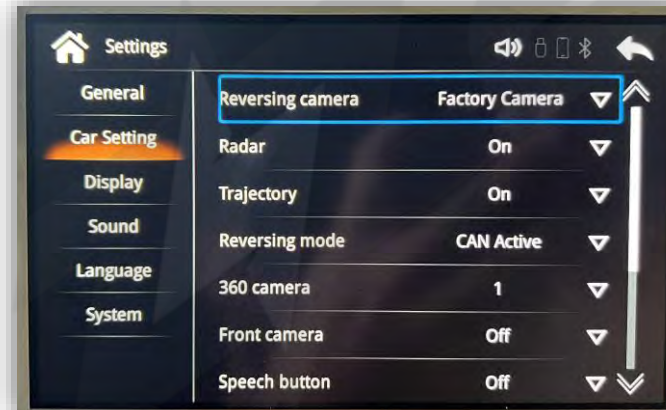 Settings
General
Car Setting
Display
Sound
Language
System
Reversing camera Factory Camera
Radar On
Trajectory On
Reversing mode CAN Active
360 camera 1
Front camera Off
Speech button Off